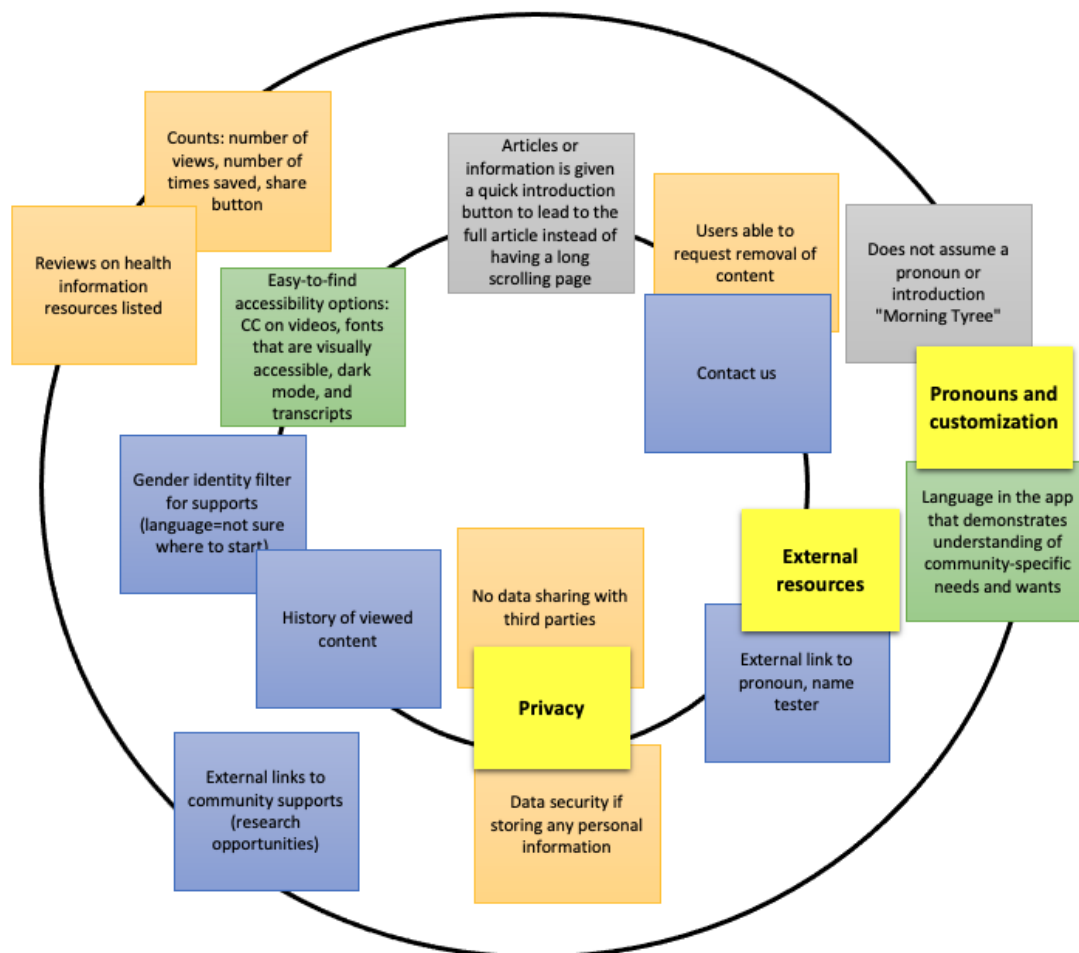 Counts: number of
views, number of
times saved, share
button
Articles or
information is given
a quick introduction
button to lead to the
full article instead of
having a long
scrolling page
Users able to
request removal of
content
Does not assume a
pronoun or
introduction
"Morning Tyree"
Reviews on health
information
resources listed
Easy-to-find
accessibility options:
CC on videos, fonts
that are visually
accessible, dark
mode, and
transcripts
Contact us
Pronouns and
customization
Gender identity filter
for supports
(language=not sure
where to start)
Language in the app
that demonstrates
understanding of
community-specific
needs and wants
External
resources
History of viewed
content
No data sharing with
third parties
External link to
pronoun, name
tester
Privacy
External links to
community supports
(research
opportunities)
Data security if
storing any personal
information